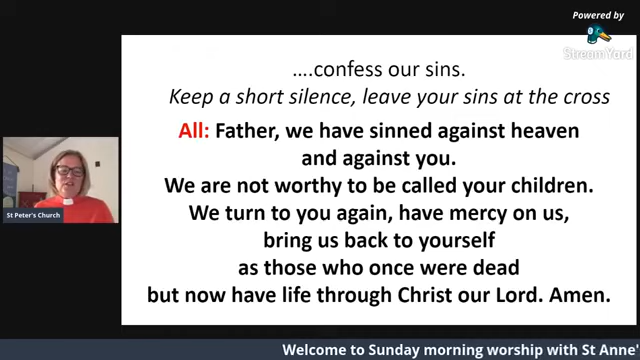 Powered by
StreamYard
....confess our sins.
Keep a short silence, leave your sins at the cross
All: Father, we have sinned against heaven
and against you.
We are not worthy to be called your children.
We turn to you again, have mercy on us,
bring us back to yourself
as those who once were dead
but now have life through Christ our Lord. Amen.
St Peter's Church
Welcome to Sunday morning worship with St Anne'